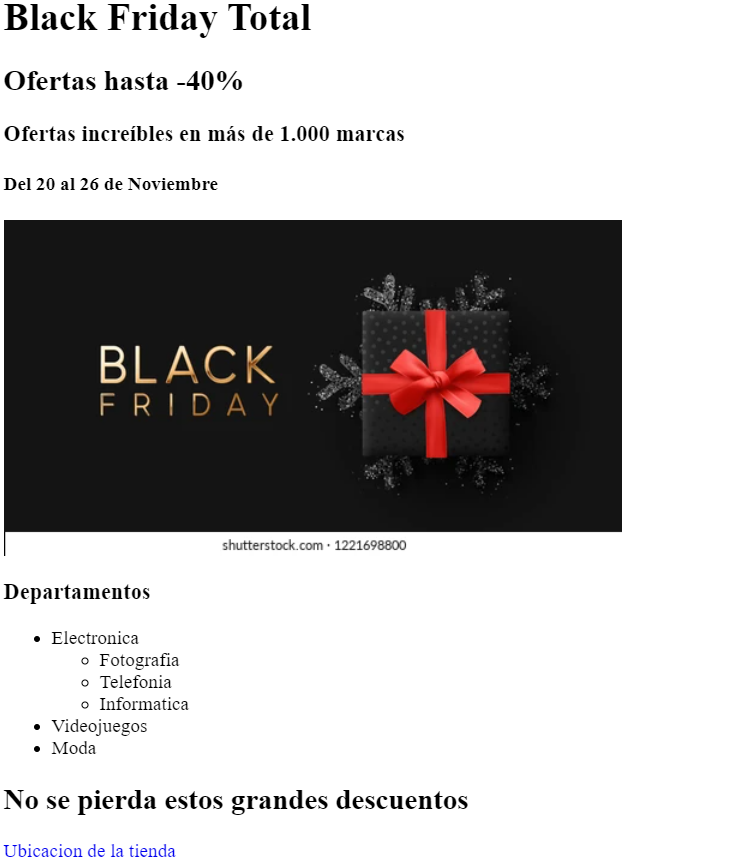 Black Friday Total
Ofertas hasta -40%
Ofertas increíbles en más de 1.000 marcas
Del 20 al 26 de Noviembre
BLACK
FRIDAY
shutterstock.com · 1221698800
Departamentos
Electronica
Fotografia
Telefonia
Informatica
Videojuegos
Moda
No se pierda estos grandes descuentos
Ubicacion de la tienda